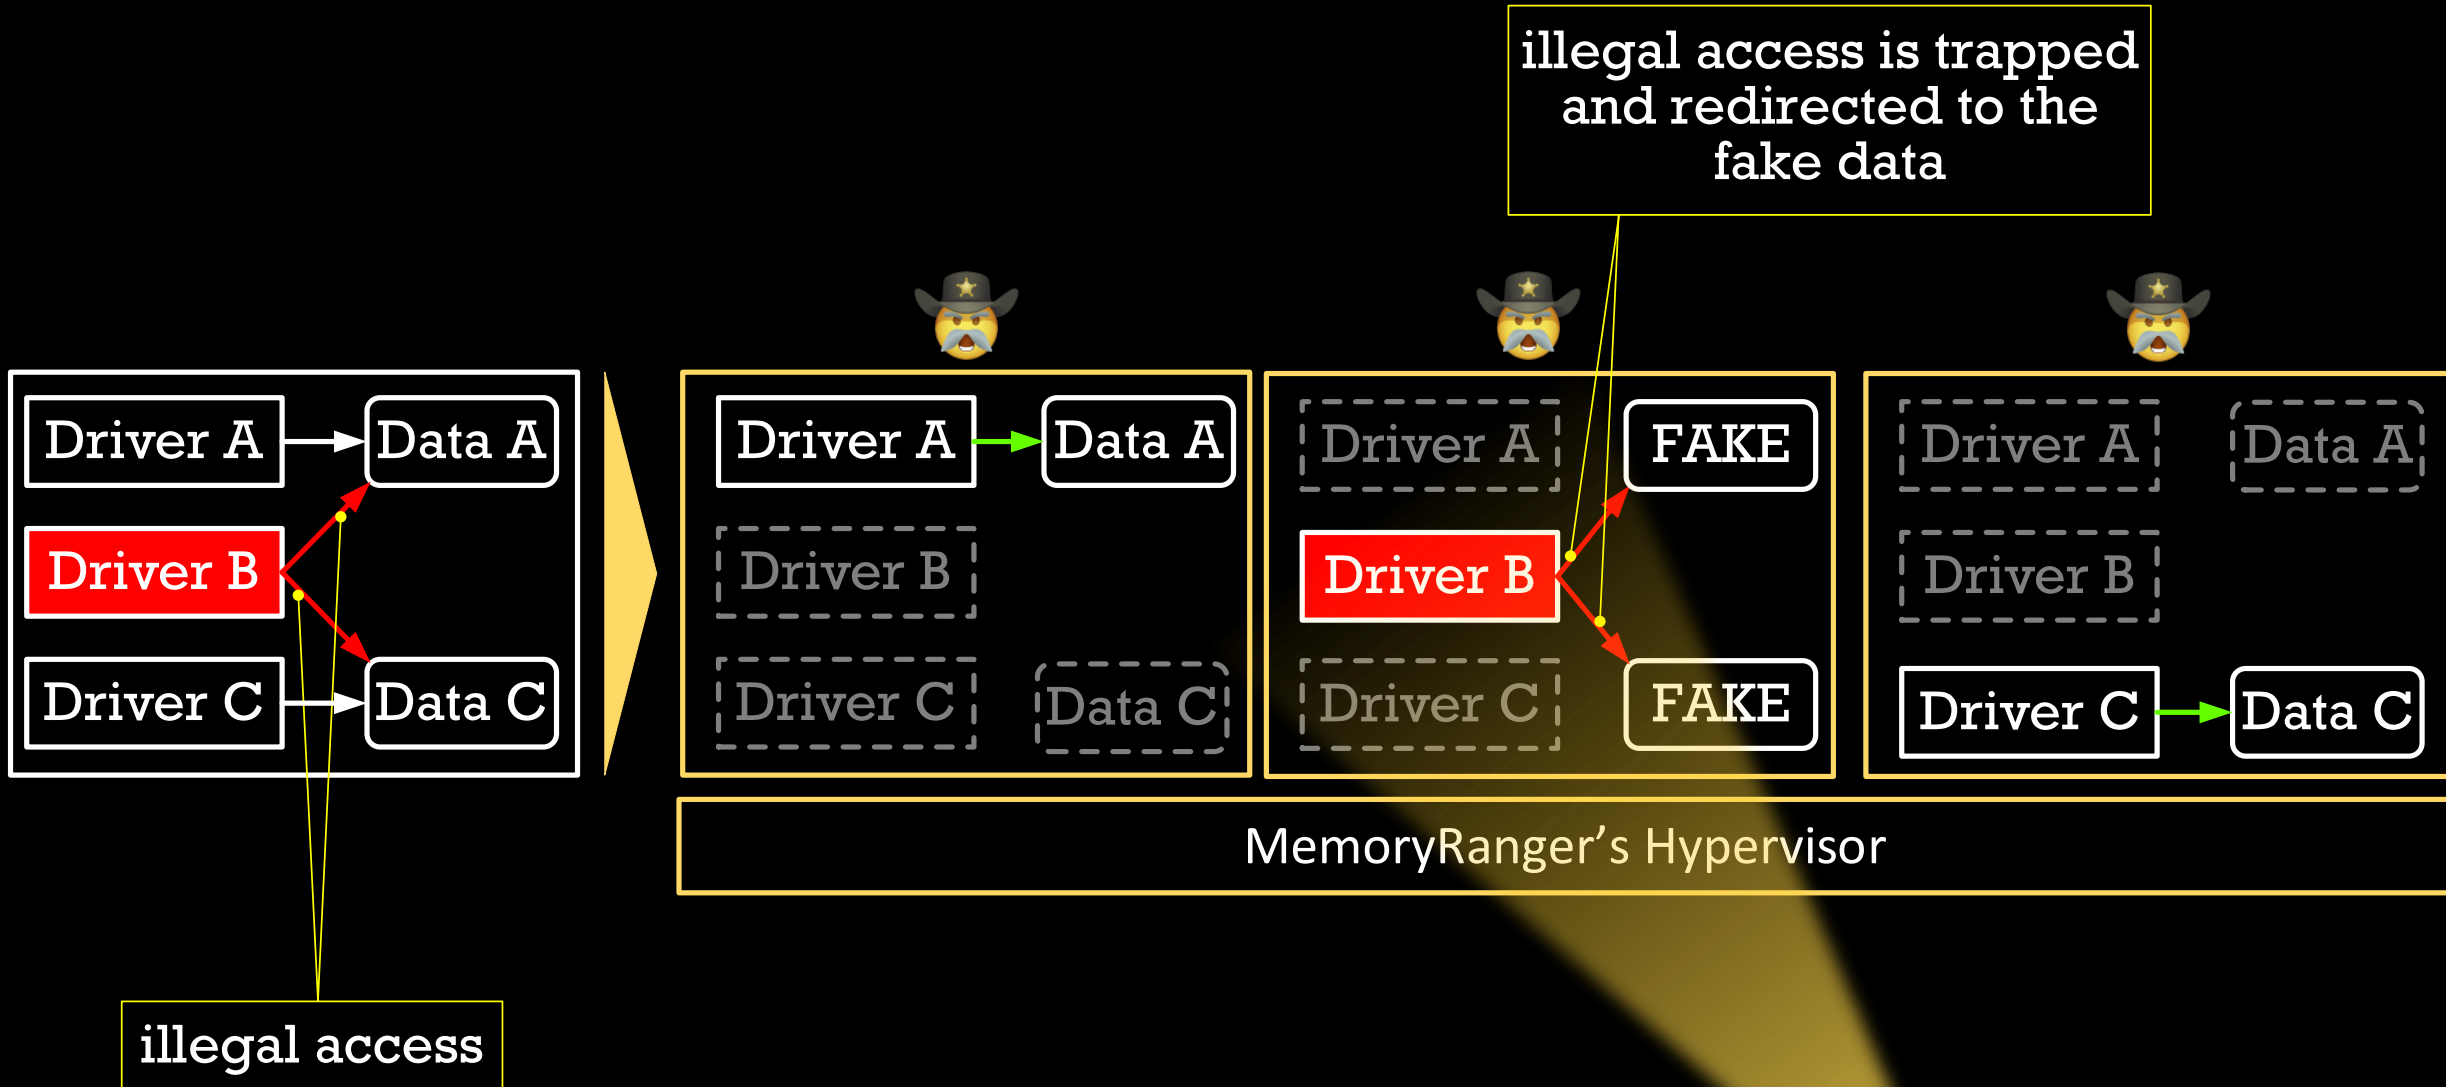 illegal access is trapped
and redirected to the
fake data
Driver A
Data A
Driver B
Driver C
Data C
illegal access
Driver A
Data A
Driver B
Driver C
Data C
Driver A
FAKE
Driver B
Driver C
FAKE
Driver A
Data A
Driver B
Driver C
Data C
MemoryRanger’s Hypervisor